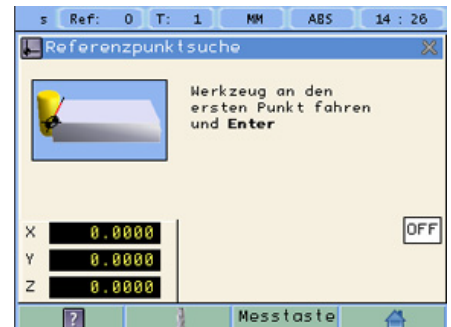 s Ref: 0 T: 1 MM ABS 14 : 26
Referenzpunktsuche
Werkzeug an den
ersten Punkt fahren
und Enter
OFF
X 0.0000
Y 0.0000
Z 0.0000
? Messtaste